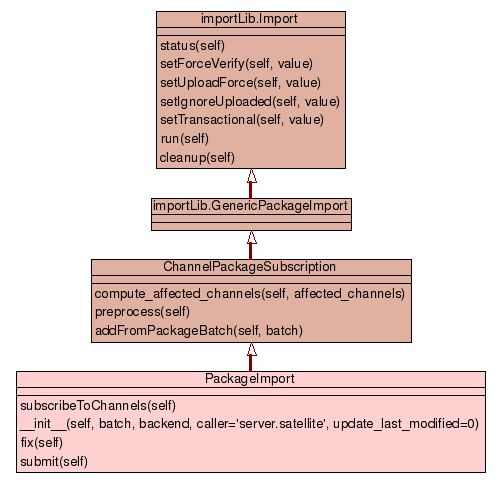 importLib.Import
status(self)
setForceVerify(self, value)
setUploadForce(self, value)
setIgnoreUploaded(self, value)
setTransactional(self, value)
run(self)
cleanup(self)
importLib.GenericPackageImport
ChannelPackageSubscription
compute_affected_channels(self, affected_channels)
preprocess(self)
addFromPackageBatch(self, batch)
PackageImport
subscribeToChannels(self)
__init__(self, batch, backend, caller='server.satellite', update_last_modified=0)
fix(self)
submit(self)